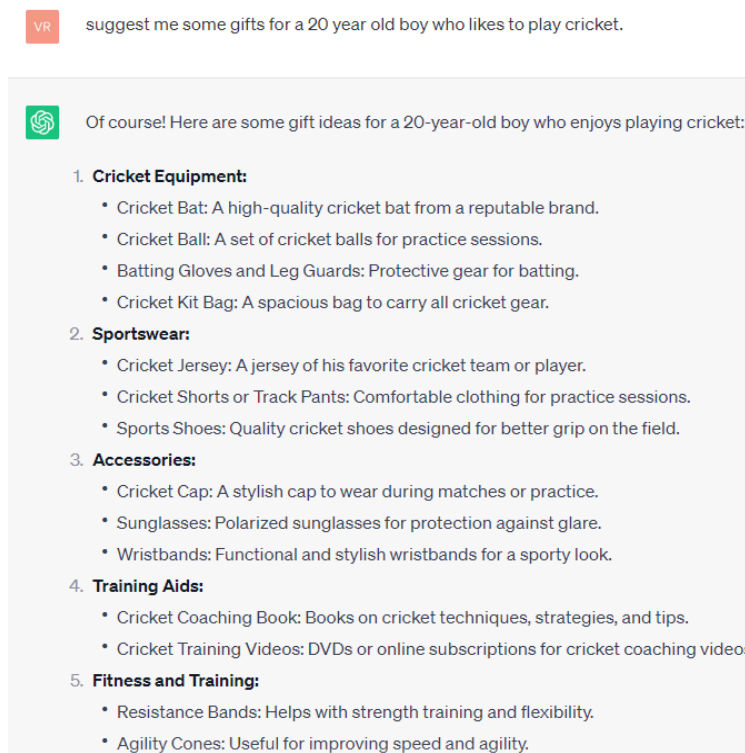 VR
suggest me some gifts for a 20 year old boy who likes to play cricket.
Of course! Here are some gift ideas for a 20-year-old boy who enjoys playing cricket:
1. Cricket Equipment:
• Cricket Bat: A high-quality cricket bat from a reputable brand.
• Cricket Ball: A set of cricket balls for practice sessions.
• Batting Gloves and Leg Guards: Protective gear for batting.
• Cricket Kit Bag: A spacious bag to carry all cricket gear.
2. Sportswear:
• Cricket Jersey: A jersey of his favorite cricket team or player.
• Cricket Shorts or Track Pants: Comfortable clothing for practice sessions.
• Sports Shoes: Quality cricket shoes designed for better grip on the field.
3. Accessories:
• Cricket Cap: A stylish cap to wear during matches or practice.
• Sunglasses: Polarized sunglasses for protection against glare.
• Wristbands: Functional and stylish wristbands for a sporty look.
4. Training Aids:
• Cricket Coaching Book: Books on cricket techniques, strategies, and tips.
• Cricket Training Videos: DVDs or online subscriptions for cricket coaching videos
5. Fitness and Training:
• Resistance Bands: Helps with strength training and flexibility.
• Agility Cones: Useful for improving speed and agility.